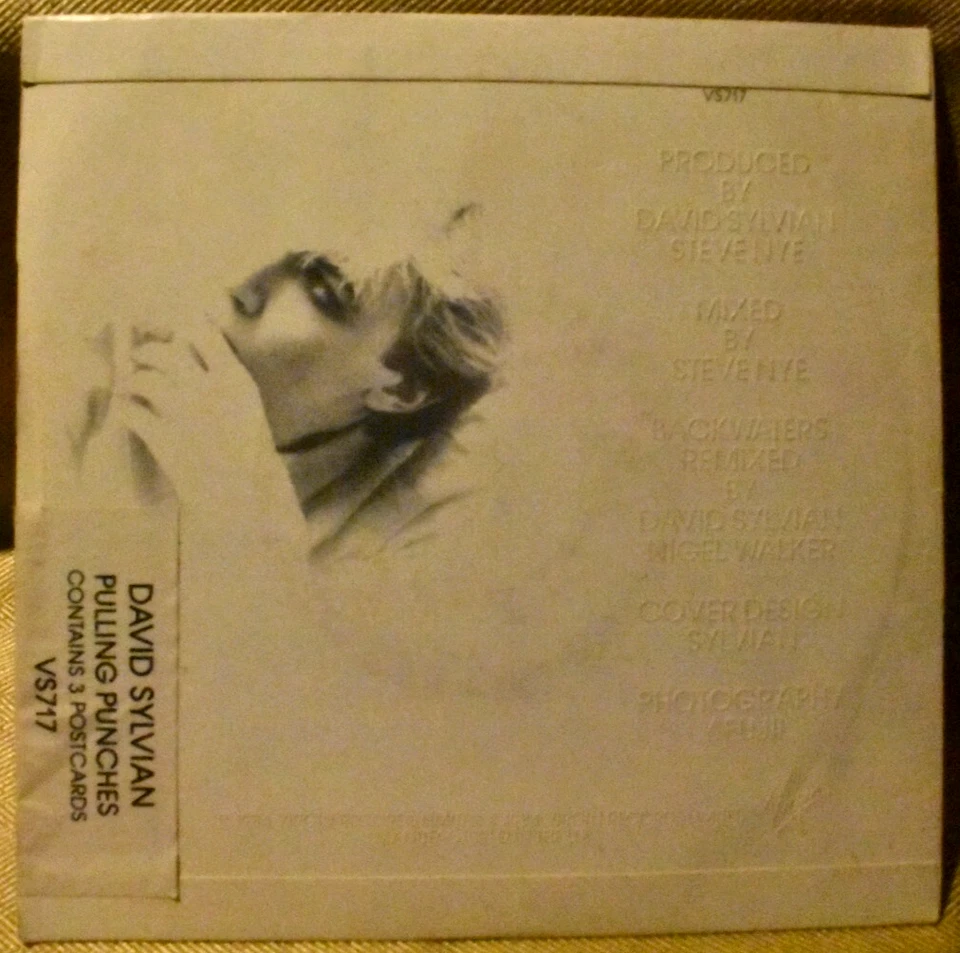 VS717
PRODUCED
BY
DAVID SYLVIAN
STEVE NYE
MIXED
BY
STEVE NYE
BACKWATERS
REMIXED
BY
DAVID SYLVIAN
NIGEL WALKER
COVER DESIGN
SYLVIAN
PHOTOGRAPHY
DAVID SYLVIAN
PULLING PUNCHES
CONTAINS 3 POSTCARDS
VS717